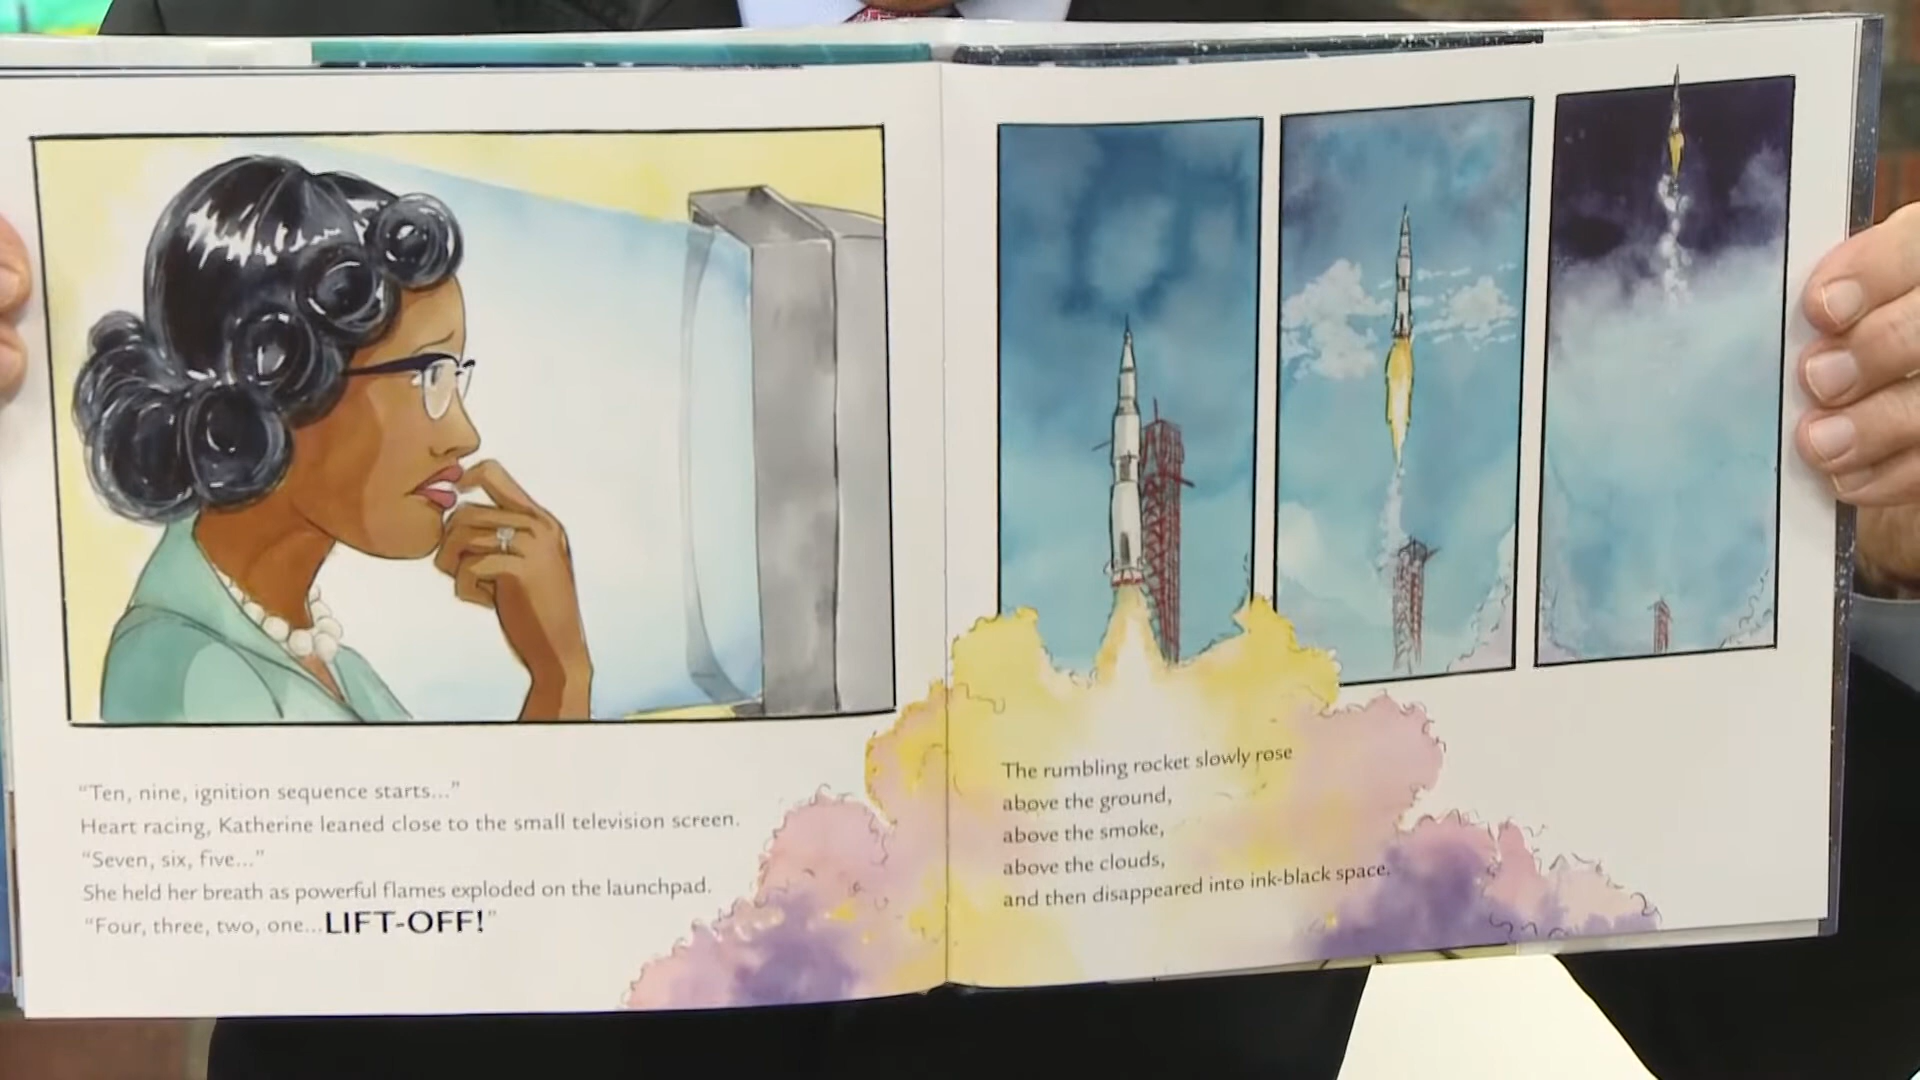 “Ten, nine, ignition sequence starts...”
Heart racing, Katherine leaned close to the small television screen.
“Seven, six, five...”
She held her breath as powerful flames exploded on the launchpad.
“Four, three, two, one...LIFT-OFF!”
The rumbling rocket slowly rose
above the ground,
above the smoke,
above the clouds,
and then disappeared into ink-black space.